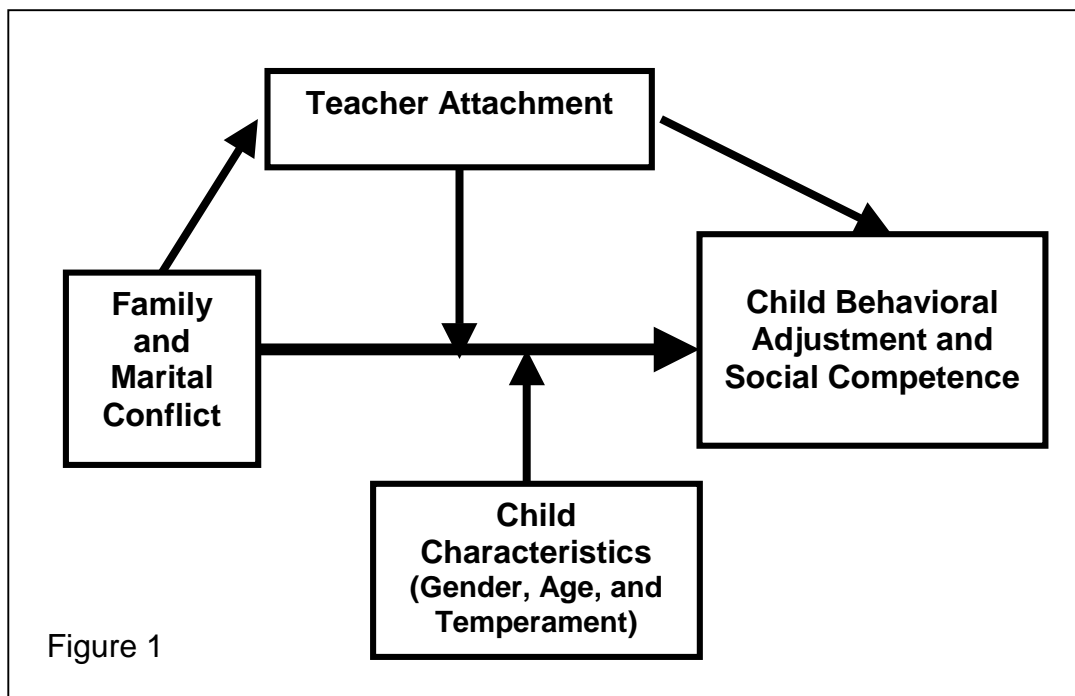 Teacher Attachment
Family
and
Marital
Conflict
Child Behavioral
Adjustment and
Social Competence
Child
Characteristics
(Gender, Age, and
Temperament)
Figure 1